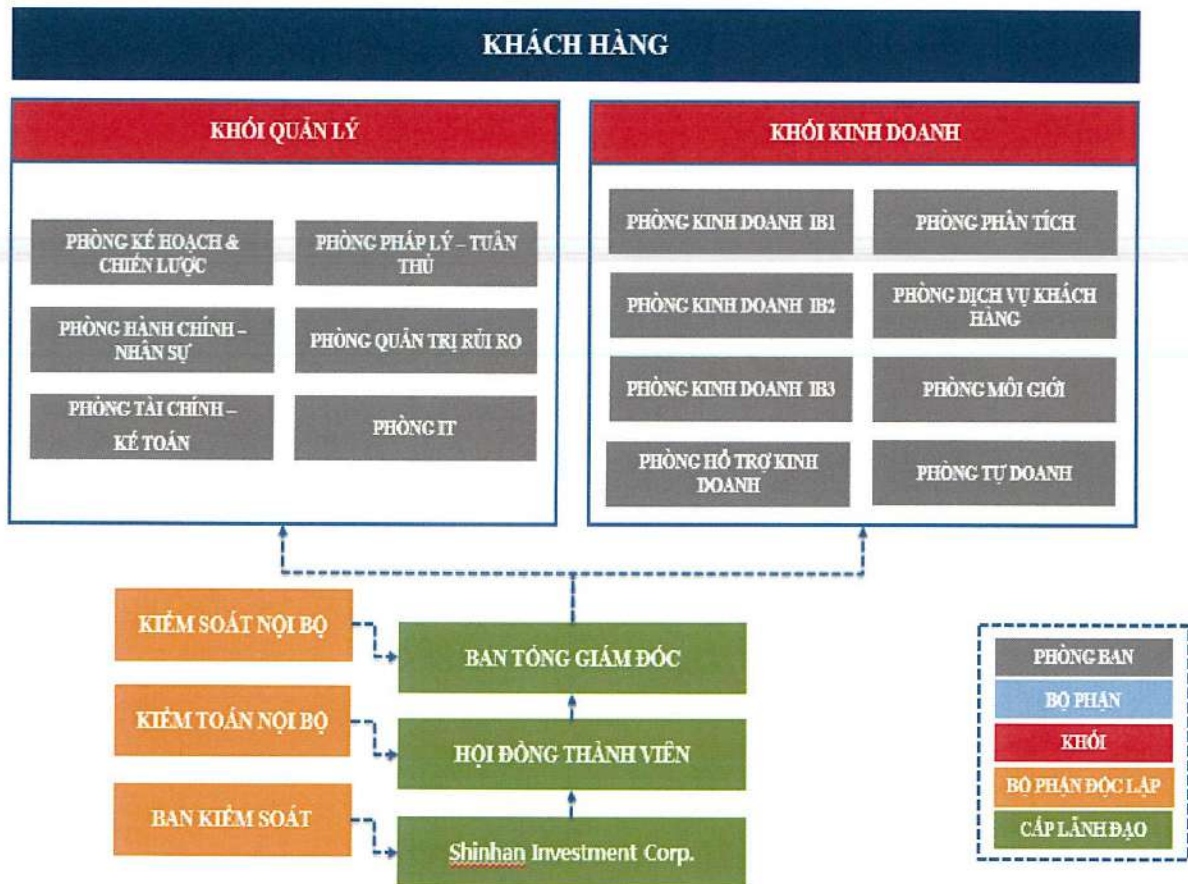 KHÁCH HÀNG
KHỐI QUẢN LÝ
PHÒNG KẾ HOẠCH &
CHIẾN LƯỢC
PHÒNG PHÁP LÝ – TUÂN
THỦ
PHÒNG HÀNH CHÍNH –
NHÂN SỰ
PHÒNG QUẢN TRỊ RỦI RO
PHÒNG TÀI CHÍNH –
KẾ TOÁN
PHÒNG IT
KHỐI KINH DOANH
PHÒNG KINH DOANH IB1
PHÒNG PHÂN TÍCH
PHÒNG KINH DOANH IB2
PHÒNG DỊCH VỤ KHÁCH
HÀNG
PHÒNG KINH DOANH IB3
PHÒNG MÔI GIỚI
PHÒNG HỖ TRỢ KINH
DOANH
PHÒNG TỰ DOANH
KIỂM SOÁT NỘI BỘ
BAN TỔNG GIÁM ĐỐC
KIỂM TOÁN NỘI BỘ
HỘI ĐỒNG THÀNH VIÊN
BAN KIỂM SOÁT
Shinhan Investment Corp.
PHÒNG BAN
BỘ PHẬN
KHỐI
BỘ PHẬN ĐỘC LẬP
CẤP LÃNH ĐẠO